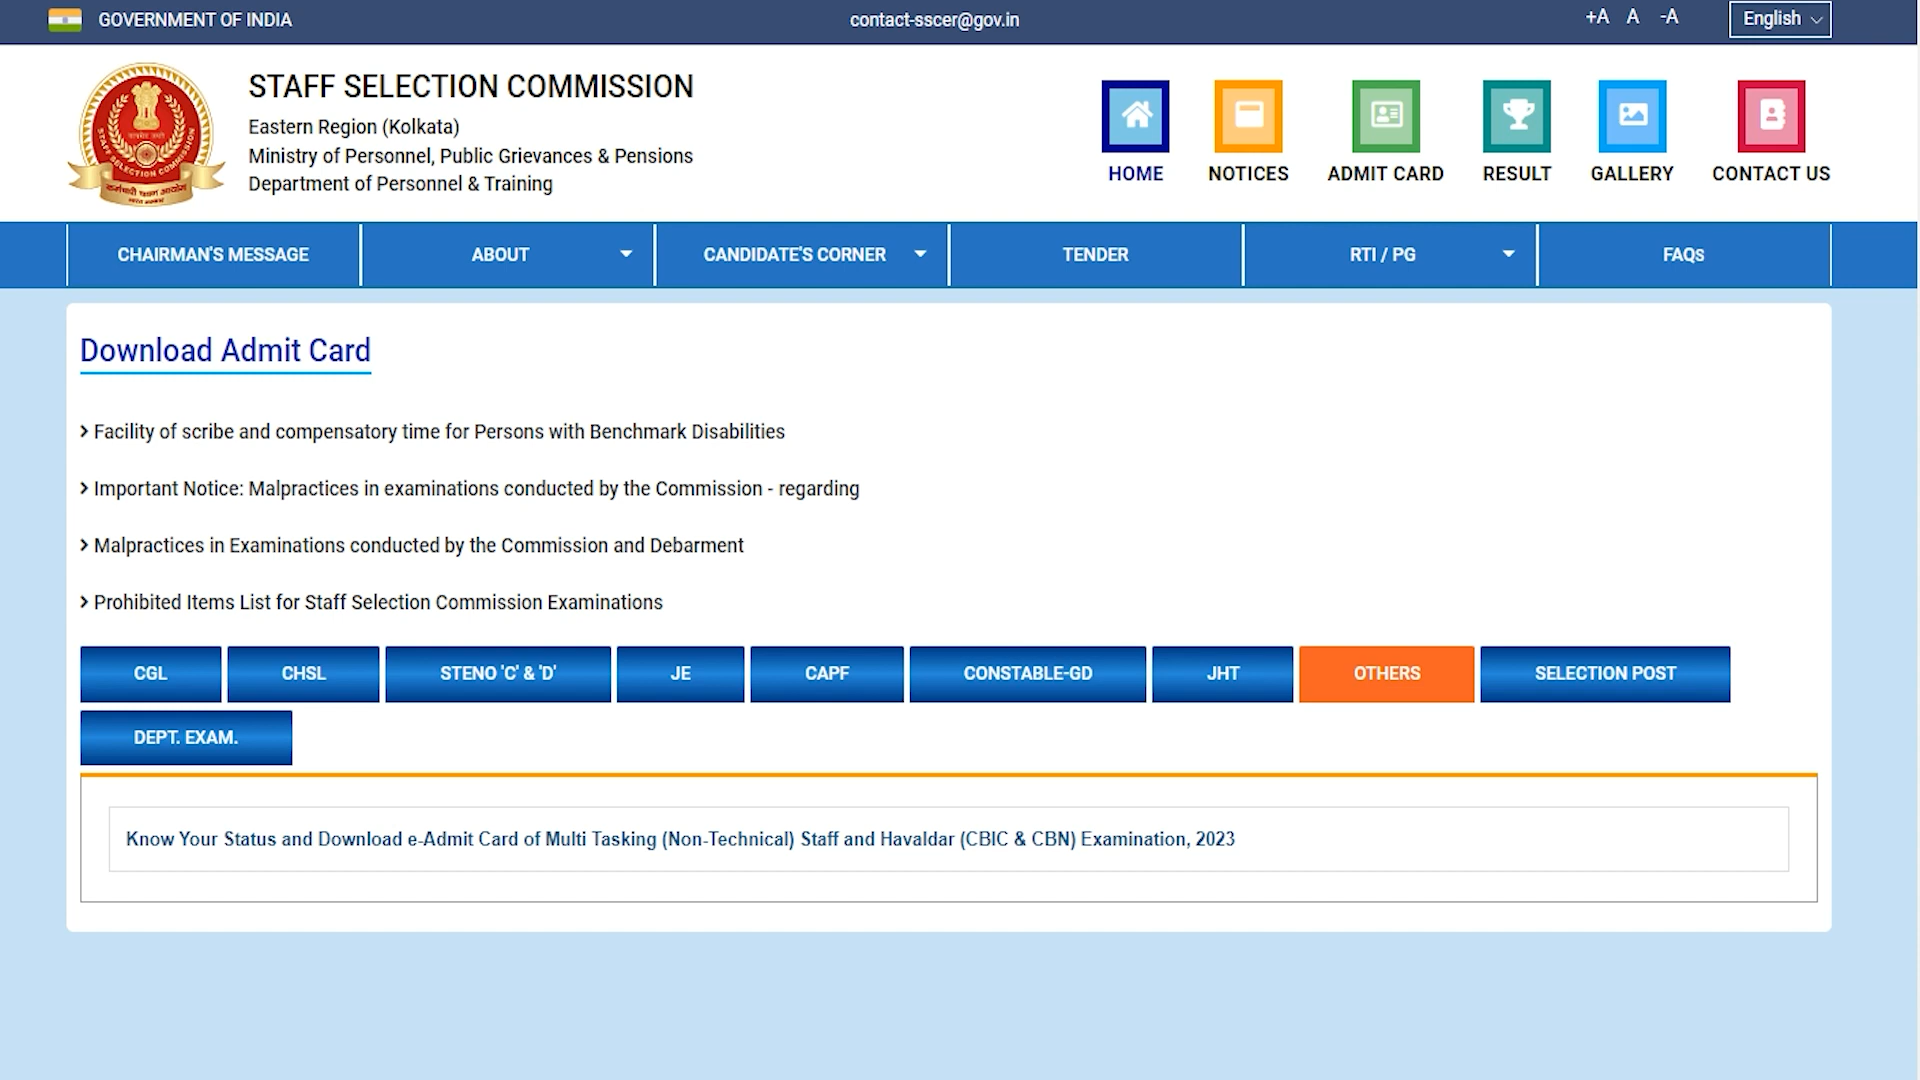 GOVERNMENT OF INDIA
contact-sscer@gov.in
+A A -A
English
STAFF SELECTION COMMISSION
Eastern Region (Kolkata)
Ministry of Personnel, Public Grievances & Pensions
Department of Personnel & Training
STAFF SELECTION COMMISSION
HOME
NOTICES
ADMIT CARD
RESULT
GALLERY
CONTACT US
CHAIRMAN'S MESSAGE
ABOUT
CANDIDATE'S CORNER
TENDER
RTI / PG
FAQs
Download Admit Card
Facility of scribe and compensatory time for Persons with Benchmark Disabilities
Important Notice: Malpractices in examinations conducted by the Commission - regarding
Malpractices in Examinations conducted by the Commission and Debarment
Prohibited Items List for Staff Selection Commission Examinations
CGL
CHSL
STENO 'C' & 'D'
JE
CAPF
CONSTABLE-GD
JHT
OTHERS
SELECTION POST
DEPT. EXAM.
Know Your Status and Download e-Admit Card of Multi Tasking (Non-Technical) Staff and Havaldar (CBIC & CBN) Examination, 2023